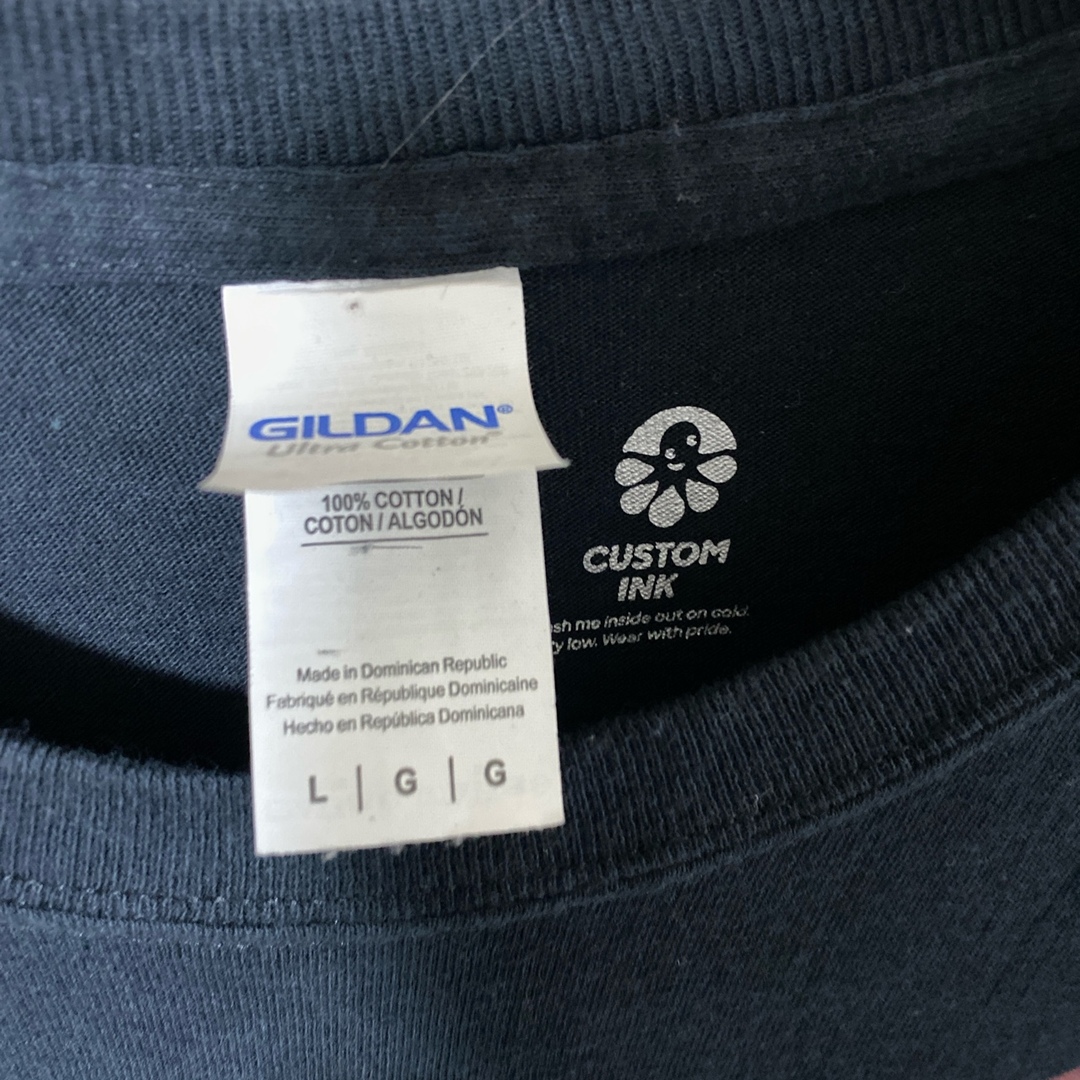 GILDAN®
Ultra Cotton®
100% COTTON /
COTON / ALGODÓN
Made in Dominican Republic
Fabriqué en République Dominicaine
Hecho en República Dominicana
L | G | G
CUSTOM
INK
me inside out on cold.
low. Wear with pride.